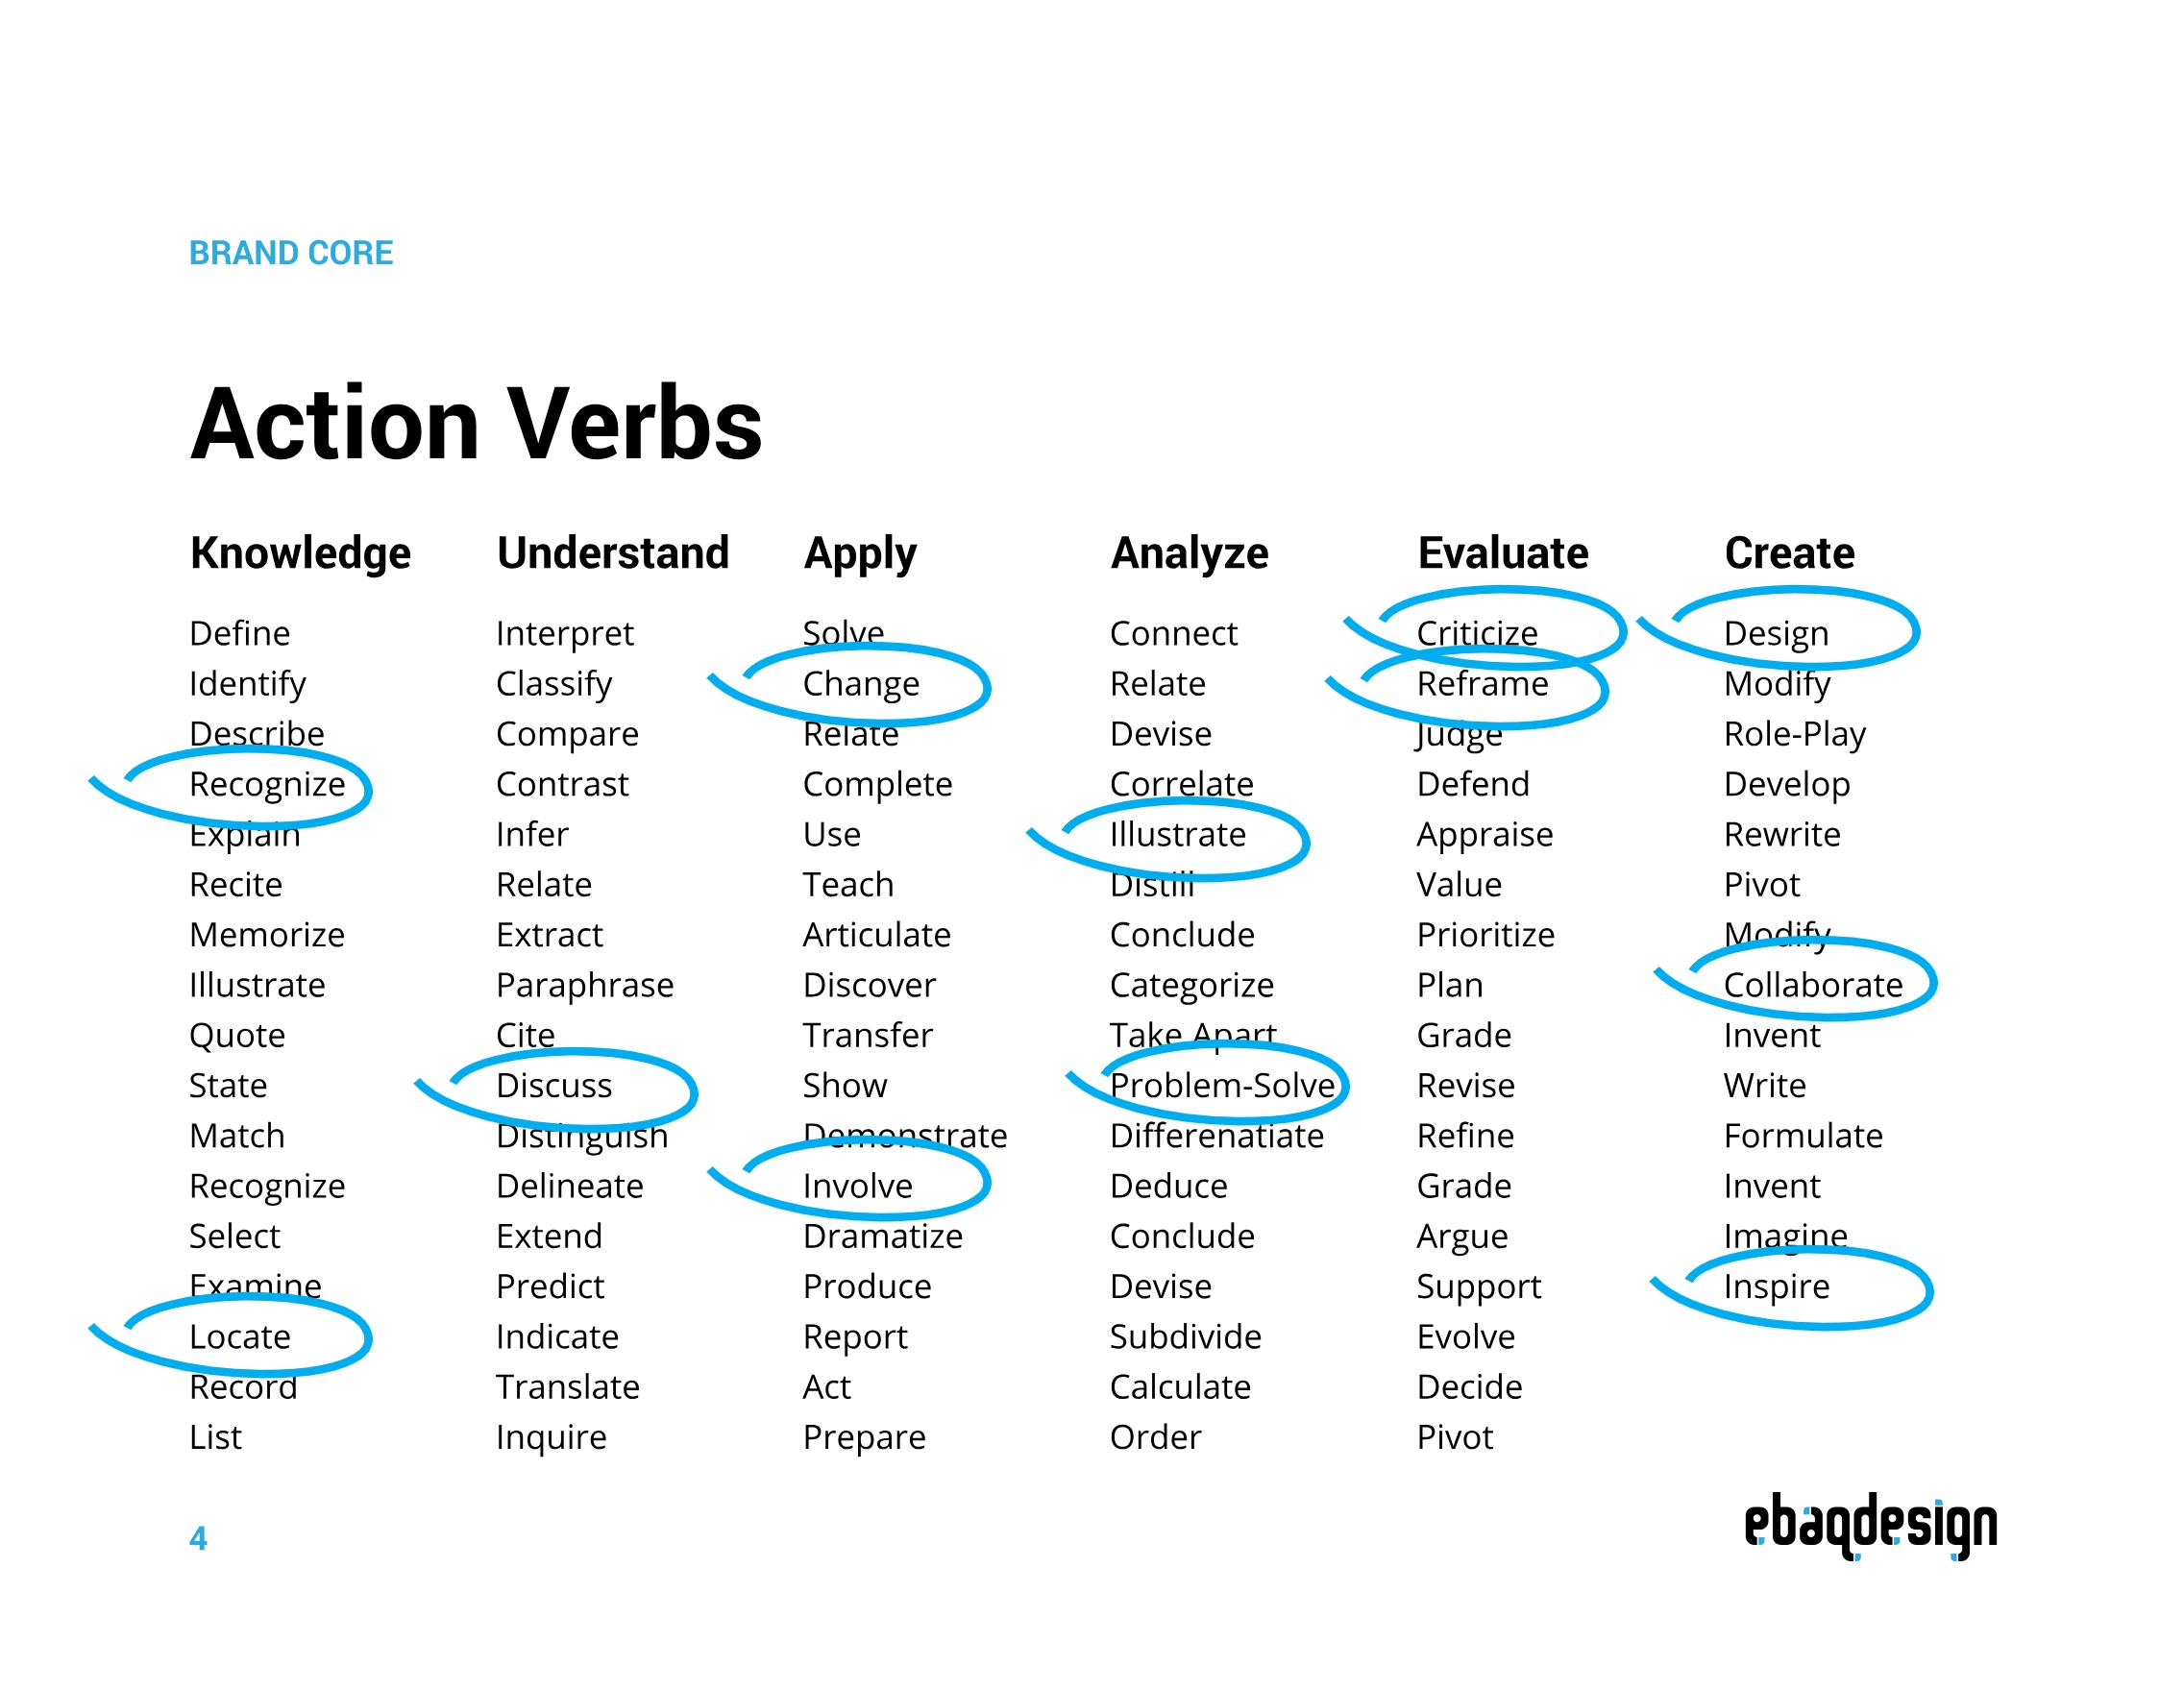 BRAND CORE
Action Verbs
Knowledge Understand Apply Analyze Evaluate Create
Define Interpret Solve Connect Criticize Design
Identify Classify Change Relate Reframe Modify
Describe Compare Relate Devise Judge Role-Play
Recognize Contrast Complete Correlate Defend Develop
Explain Infer Use Illustrate Appraise Rewrite
Recite Relate Teach Distill Value Pivot
Memorize Extract Articulate Conclude Prioritize Modify
Illustrate Paraphrase Discover Categorize Plan Collaborate
Quote Cite Transfer Take Apart Grade Invent
State Discuss Show Problem-Solve Revise Write
Match Distinguish Demonstrate Differenatiate Refine Formulate
Recognize Delineate Involve Deduce Grade Invent
Select Extend Dramatize Conclude Argue Imagine
Examine Predict Produce Devise Support Inspire
Locate Indicate Report Subdivide Evolve
Record Translate Act Calculate Decide
List Inquire Prepare Order Pivot
4
ebaqdesign